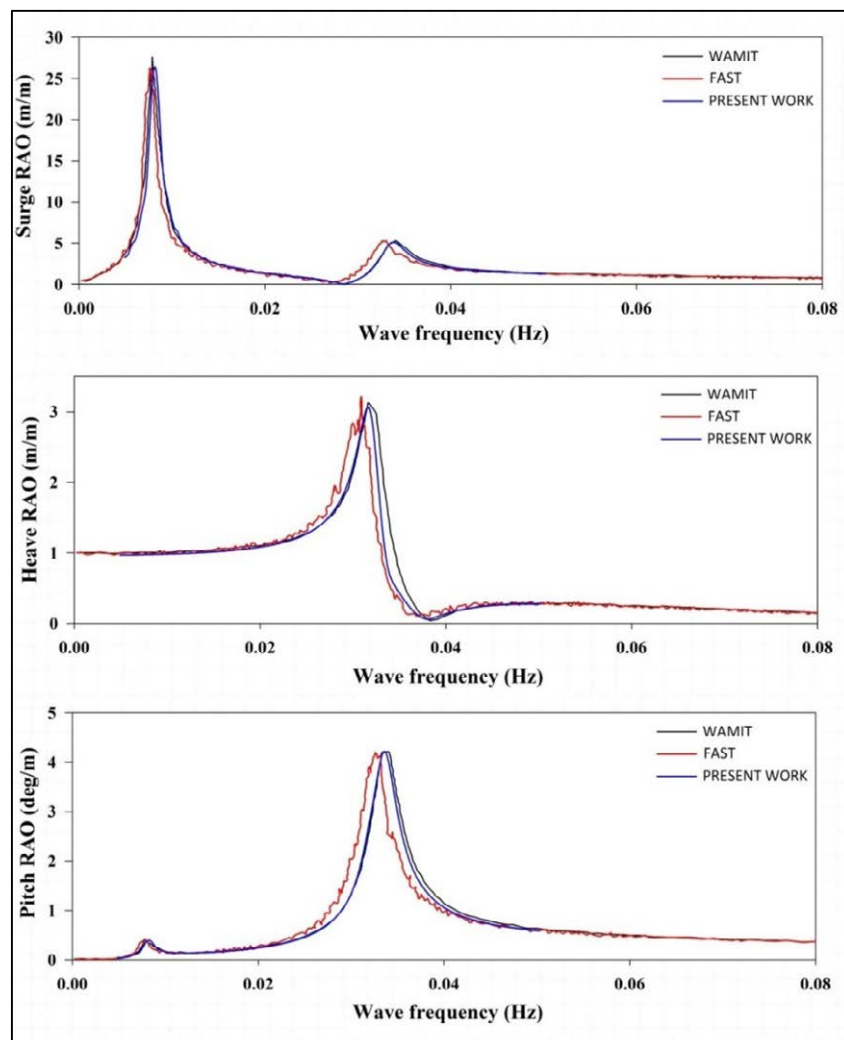 30
25
20
15
10
5
0
Surge RAO (m/m)
WAMIT
FAST
PRESENT WORK
0.00 0.02 0.04 0.06 0.08
Wave frequency (Hz)
3
2
1
0
Heave RAO (m/m)
WAMIT
FAST
PRESENT WORK
0.00 0.02 0.04 0.06 0.08
Wave frequency (Hz)
5
4
3
2
1
0
Pitch RAO (deg/m)
WAMIT
FAST
PRESENT WORK
0.00 0.02 0.04 0.06 0.08
Wave frequency (Hz)